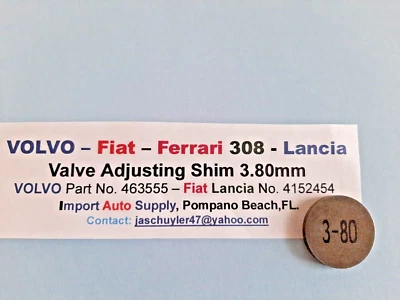 VOLVO – Fiat – Ferrari 308 - Lancia
Valve Adjusting Shim 3.80mm
VOLVO Part No. 463555 – Fiat Lancia No. 4152454
Import Auto Supply, Pompano Beach,FL.
Contact: jaschuyler47@yahoo.com
3-80